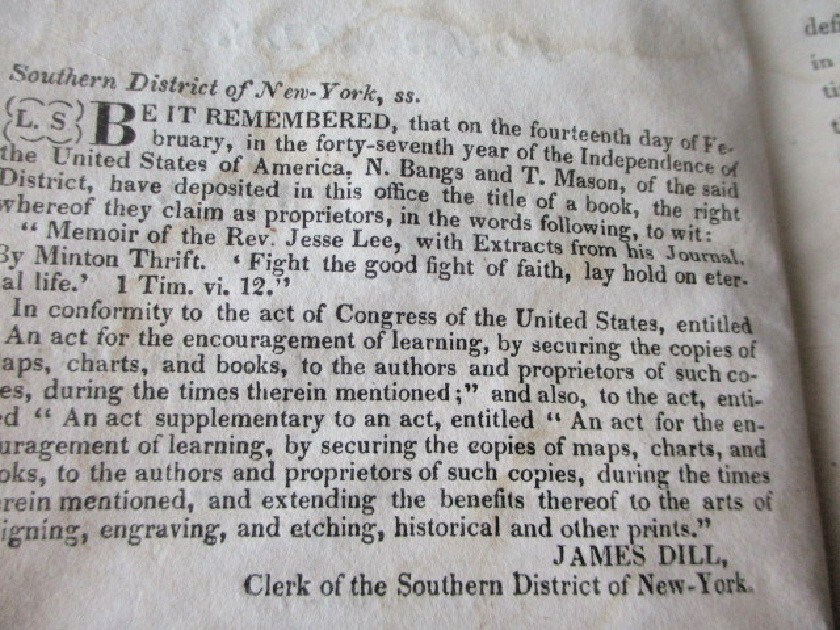 Southern District of New-York, ss.
{L. S} BE IT REMEMBERED, that on the fourteenth day of Fe-
bruary, in the forty-seventh year of the Independence of
the United States of America, N. Bangs and T. Mason, of the said
District, have deposited in this office the title of a book, the right
whereof they claim as proprietors, in the words following, to wit:
" Memoir of the Rev. Jesse Lee, with Extracts from his Journal.
By Minton Thrift. ‘ Fight the good fight of faith, lay hold on eter-
al life.’ 1 Tim. vi. 12."
In conformity to the act of Congress of the United States, entitled
An act for the encouragement of learning, by securing the copies of
aps, charts, and books, to the authors and proprietors of such co-
es, during the times therein mentioned ;" and also, to the act, enti-
ed " An act supplementary to an act, entitled " An act for the en-
uragement of learning, by securing the copies of maps, charts, and
oks, to the authors and proprietors of such copies, during the times
rein mentioned, and extending the benefits thereof to the arts of
igning, engraving, and etching, historical and other prints."
JAMES DILL,
Clerk of the Southern District of New-York.
defi
in
ti